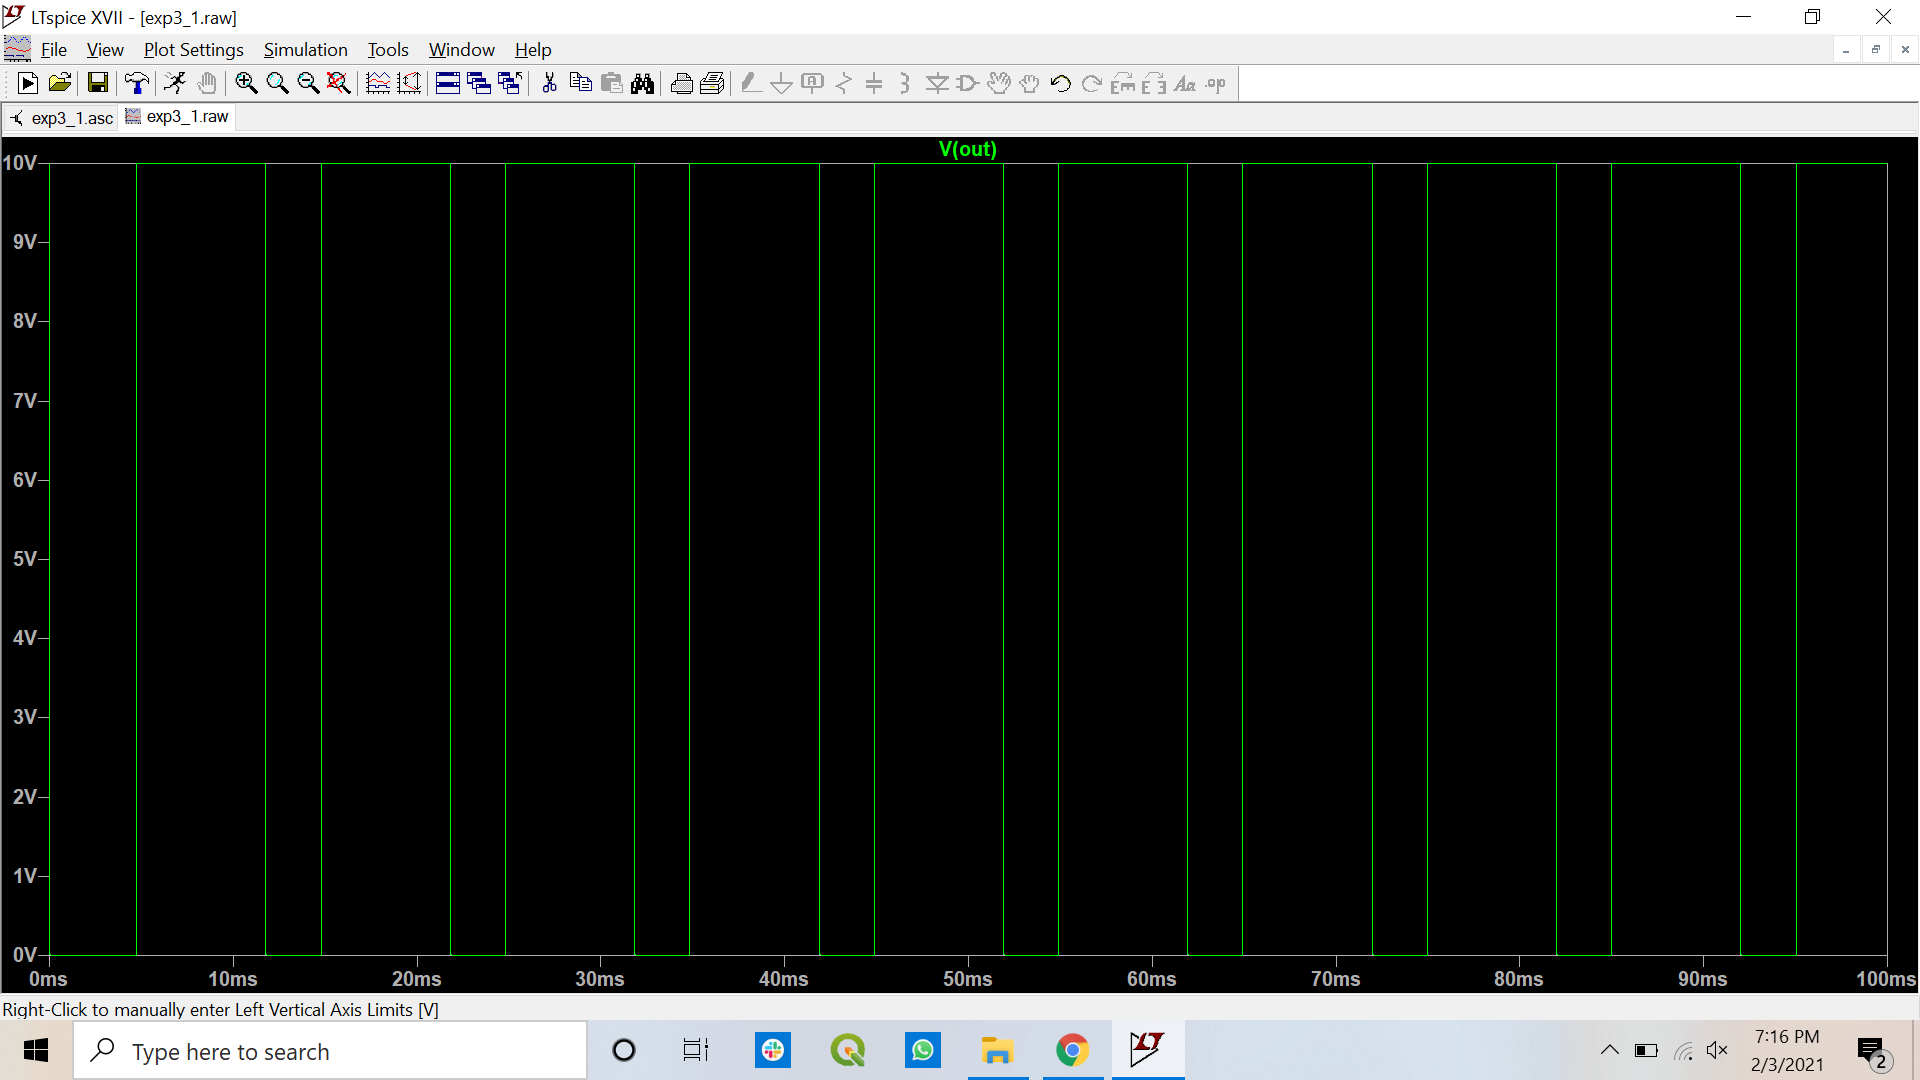 LTspice XVII - [exp3_1.raw]
File View Plot Settings Simulation Tools Window Help
Aa .op
exp3_1.asc exp3_1.raw
V(out)
10V
9V
8V
7V
6V
5V
4V
3V
2V
1V
0V
0ms 10ms 20ms 30ms 40ms 50ms 60ms 70ms 80ms 90ms 100ms
Right-Click to manually enter Left Vertical Axis Limits [V]
Type here to search
7:16 PM
2/3/2021
2